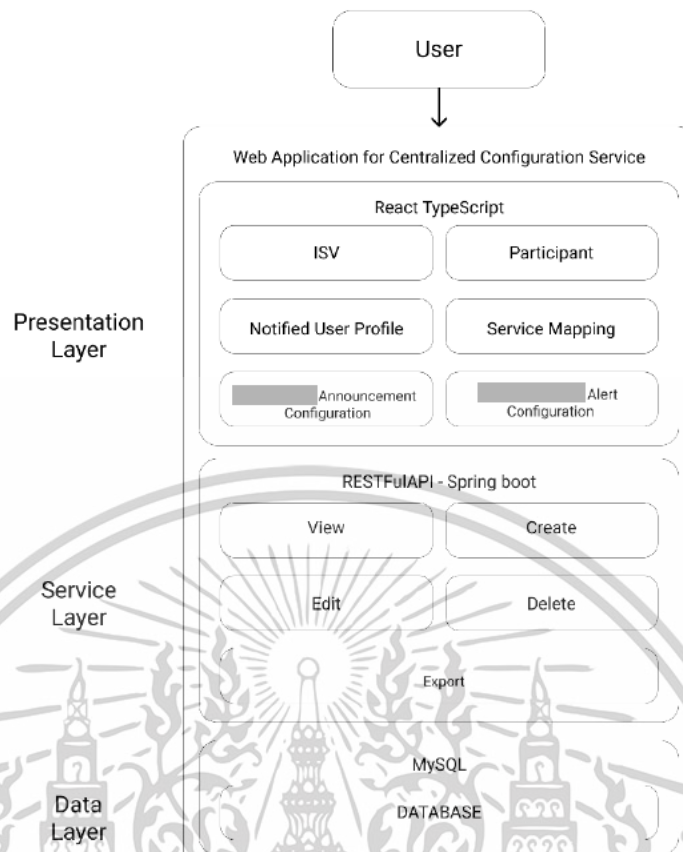 User
Web Application for Centralized Configuration Service
React TypeScript
ISV
Participant
Presentation
Layer
Notified User Profile
Service Mapping
Announcement
Configuration
Alert
Configuration
RESTFulAPI - Spring boot
View
Create
Service
Layer
Edit
Delete
Export
MySQL
Data
Layer
DATABASE